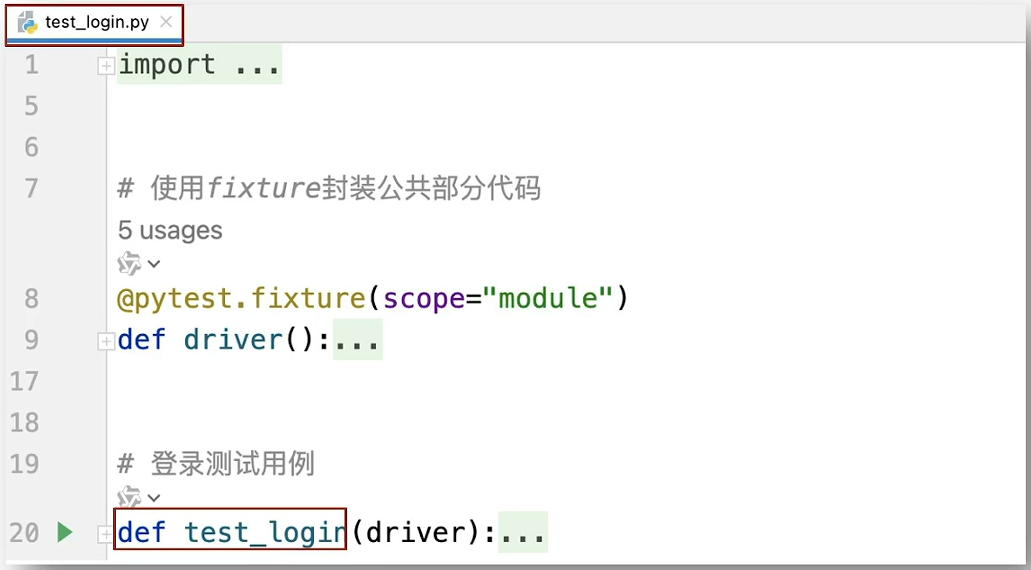 test_login.py
1 import ...
5
6
7 # 使用fixture封装公共部分代码
5 usages
8 @pytest.fixture(scope="module")
9 def driver():...
17
18
19 # 登录测试用例
20 def test_login(driver):...